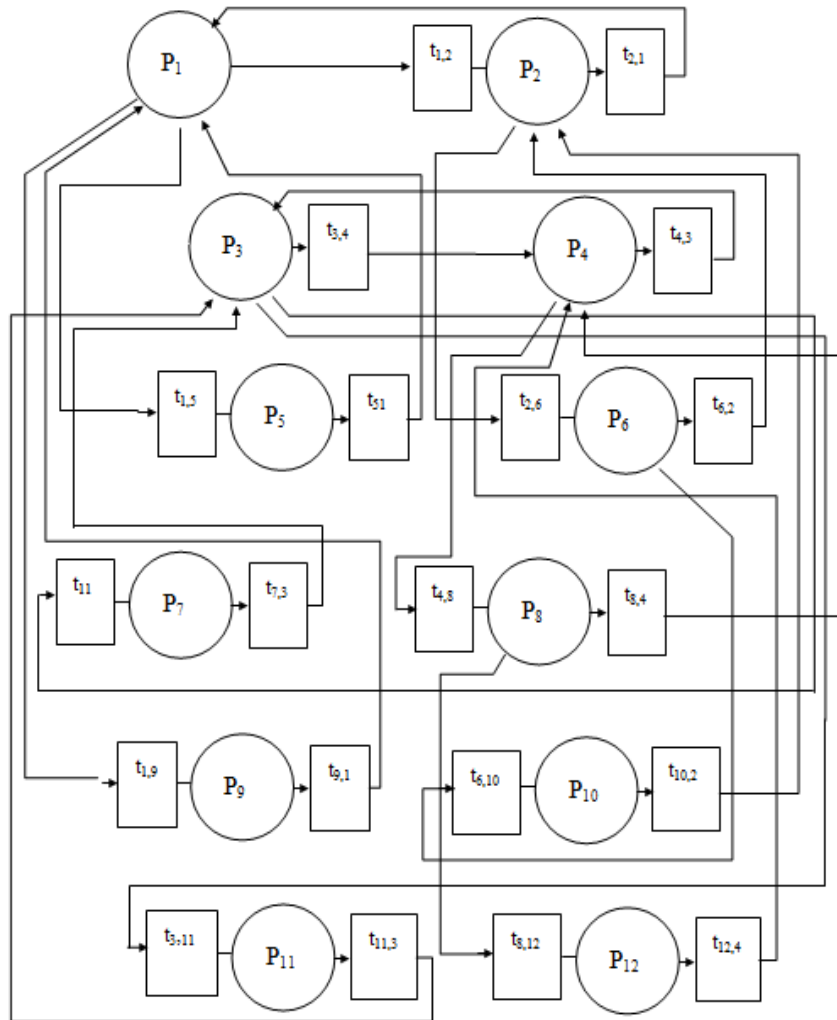 P1 t1,2 P2 t2,1
P3 t3,4 P4 t4,3
t1,5 P5 t51 t2,6 P6 t6,2
t11 P7 t7,3 t4,8 P8 t8,4
t1,9 P9 t9,1 t6,10 P10 t10,2
t3,11 P11 t11,3 t8,12 P12 t12,4